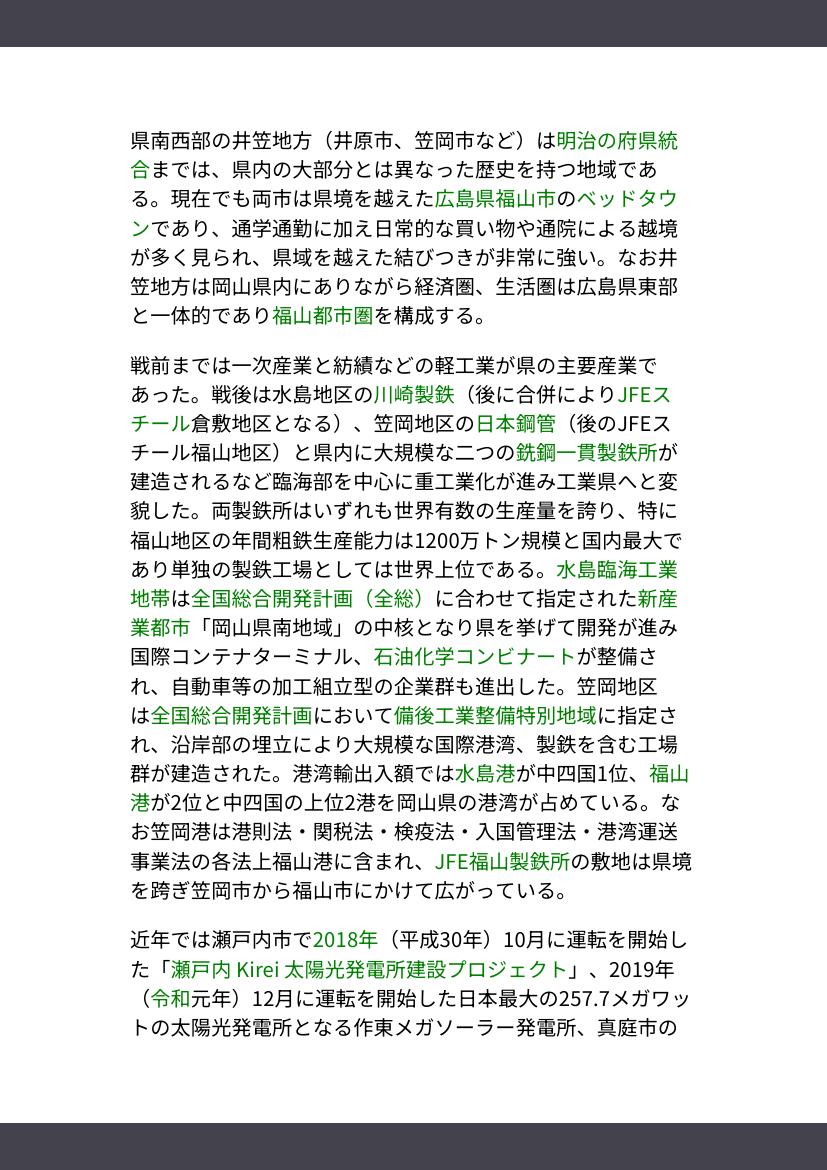 県南西部の井笠地方（井原市、笠岡市など）は明治の府県統
合までは、県内の大部分とは異なった歴史を持つ地域であ
る。現在でも両市は県境を越えた広島県福山市のベッドタウ
ンであり、通学通勤に加え日常的な買い物や通院による越境
が多く見られ、県域を越えた結びつきが非常に強い。なお井
笠地方は岡山県内にありながら経済圏、生活圏は広島県東部
と一体的であり福山都市圏を構成する。
戦前までは一次産業と紡績などの軽工業が県の主要産業で
あった。戦後は水島地区の川崎製鉄（後に合併によりJFEス
チール倉敷地区となる）、笠岡地区の日本鋼管（後のJFEス
チール福山地区）と県内に大規模な二つの銑鋼一貫製鉄所が
建造されるなど臨海部を中心に重工業化が進み工業県へと変
貌した。両製鉄所はいずれも世界有数の生産量を誇り、特に
福山地区の年間粗鉄生産能力は1200万トン規模と国内最大で
あり単独の製鉄工場としては世界上位である。水島臨海工業
地帯は全国総合開発計画（全総）に合わせて指定された新産
業都市「岡山県南地域」の中核となり県を挙げて開発が進み
国際コンテナターミナル、石油化学コンビナートが整備さ
れ、自動車等の加工組立型の企業群も進出した。笠岡地区
は全国総合開発計画において備後工業整備特別地域に指定さ
れ、沿岸部の埋立により大規模な国際港湾、製鉄を含む工場
群が建造された。港湾輸出入額では水島港が中四国1位、福山
港が2位と中四国の上位2港を岡山県の港湾が占めている。な
お笠岡港は港則法・関税法・検疫法・入国管理法・港湾運送
事業法の各法上福山港に含まれ、JFE福山製鉄所の敷地は県境
を跨ぎ笠岡市から福山市にかけて広がっている。
近年では瀬戸内市で2018年（平成30年）10月に運転を開始し
た「瀬戸内 Kirei 太陽光発電所建設プロジェクト」、2019年
（令和元年）12月に運転を開始した日本最大の257.7メガワッ
トの太陽光発電所となる作東メガソーラー発電所、真庭市の